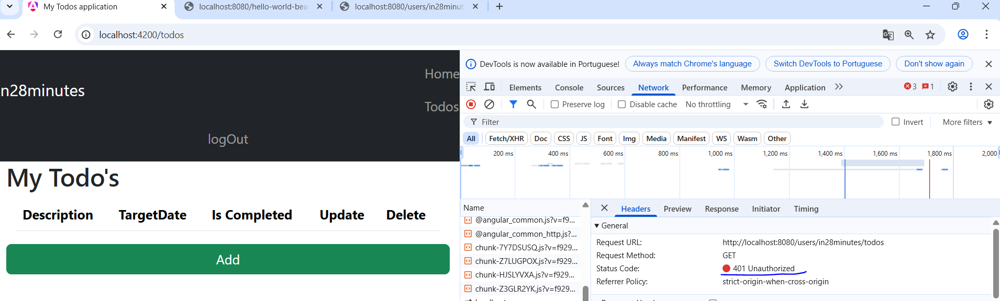 My Todos application
localhost:8080/hello-world-bea
localhost:8080/users/in28minut
localhost:4200/todos
n28minutes
Home
Todos
logOut
My Todo's
Description TargetDate Is Completed Update Delete
Add
DevTools is now available in Portuguese! Always match Chrome's language Switch DevTools to Portuguese Don't show again
Elements Console Sources Network Performance Memory Application 3 1
Preserve log Disable cache No throttling
Filter Invert More filters
All Fetch/XHR Doc CSS JS Font Img Media Manifest WS Wasm Other
200 ms 400 ms 600 ms 800 ms 1,000 ms 1,200 ms 1,400 ms 1,600 ms 1,800 ms 2,000
Name
@angular_common.js?v=f9...
@angular_common_http.js?...
chunk-7Y7DSUSQ.js?v=f929...
chunk-Z7LUGPOX.js?v=f929...
chunk-HJSLYVXA.js?v=f929...
chunk-Z3GLR2YK.js?v=f929...
Headers Preview Response Initiator Timing
General
Request URL: http://localhost:8080/users/in28minutes/todos
Request Method: GET
Status Code: 401 Unauthorized
Referrer Policy: strict-origin-when-cross-origin